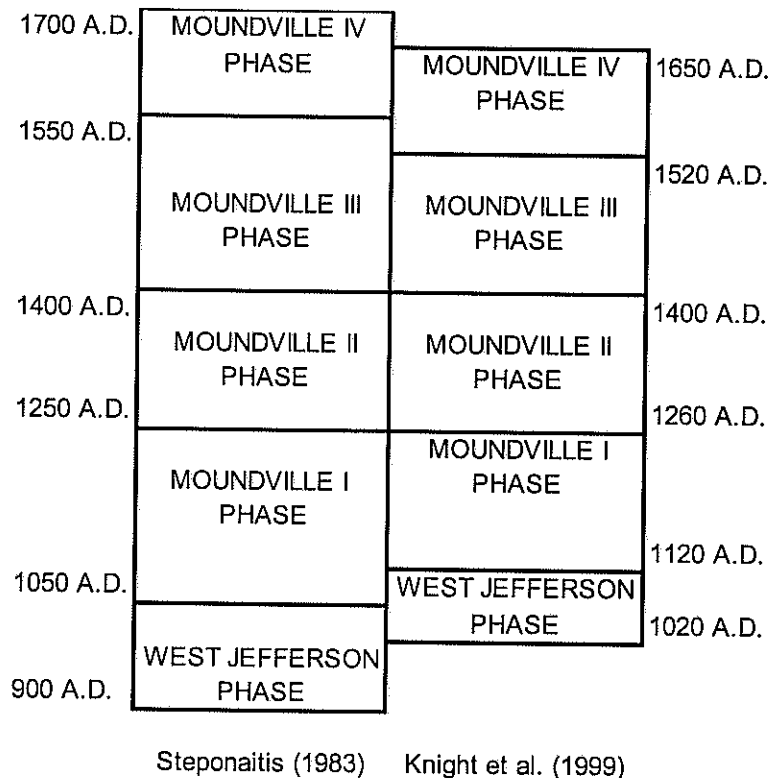 1700 A.D.
MOUNDVILLE IV
PHASE
1550 A.D.
MOUNDVILLE III
PHASE
1400 A.D.
MOUNDVILLE II
PHASE
1250 A.D.
MOUNDVILLE I
PHASE
1050 A.D.
WEST JEFFERSON
PHASE
900 A.D.
Steponaitis (1983)
MOUNDVILLE IV
PHASE
1650 A.D.
1520 A.D.
MOUNDVILLE III
PHASE
1400 A.D.
MOUNDVILLE II
PHASE
1260 A.D.
MOUNDVILLE I
PHASE
1120 A.D.
WEST JEFFERSON
PHASE
1020 A.D.
Knight et al. (1999)